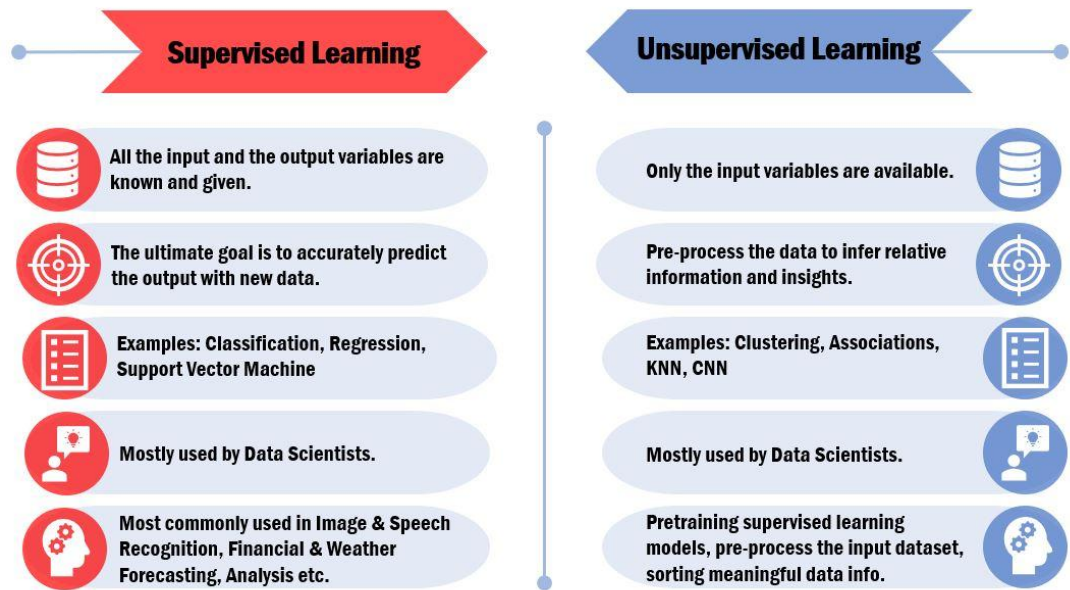 Supervised Learning
Unsupervised Learning
All the input and the output variables are
known and given.
Only the input variables are available.
The ultimate goal is to accurately predict
the output with new data.
Pre-process the data to infer relative
information and insights.
Examples: Classification, Regression,
Support Vector Machine
Examples: Clustering, Associations,
KNN, CNN
Mostly used by Data Scientists.
Mostly used by Data Scientists.
Most commonly used in Image & Speech
Recognition, Financial & Weather
Forecasting, Analysis etc.
Pretraining supervised learning
models, pre-process the input dataset,
sorting meaningful data info.